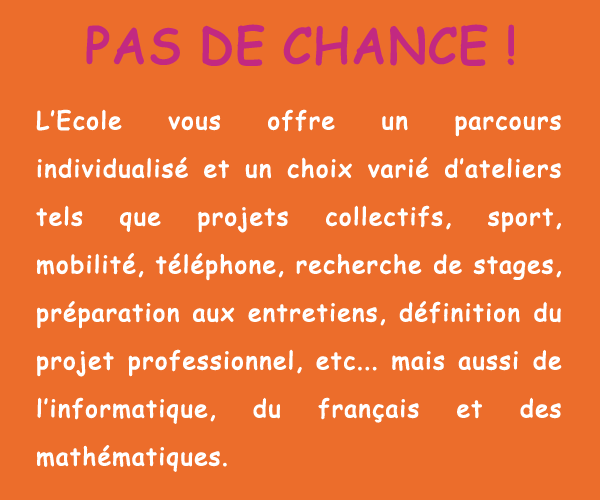 PAS DE CHANCE !
L'Ecole vous offre un parcours
individualisé et un choix varié d'ateliers
tels que projets collectifs, sport,
mobilité, téléphone, recherche de stages,
préparation aux entretiens, définition du
projet professionnel, etc... mais aussi de
l'informatique, du français et des
mathématiques.